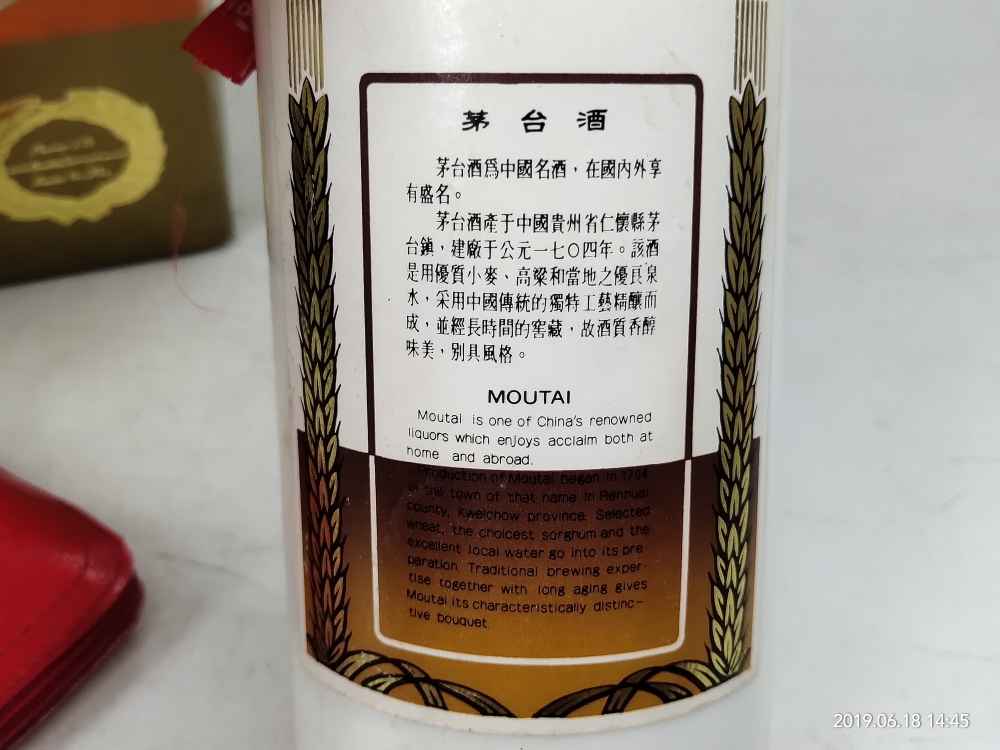 茅台酒
茅台酒爲中國名酒，在國内外享
有盛名。
茅台酒產于中國貴州省仁懷縣茅
台鎮，建廠于公元一七〇四年。該酒
是用優質小麥、高粱和當地之優良泉
水，采用中國傳統的獨特工藝精釀而
成，並經長時間的窖藏，故酒質香醇
味美，別具風格。
MOUTAI
Moutai is one of China's renowned
liquors which enjoys acclaim both at
home and abroad.
Production of Moutai began in 1704
in the town of that name in Renhuai
county, Kweichow province. Selected
wheat, the choicest sorghum and the
excellent local water go into its pre
paration. Traditional brewing exper-
tise together with long aging gives
Moutai its characteristically distinc-
tive bouquet.
2019.06.18 14:45